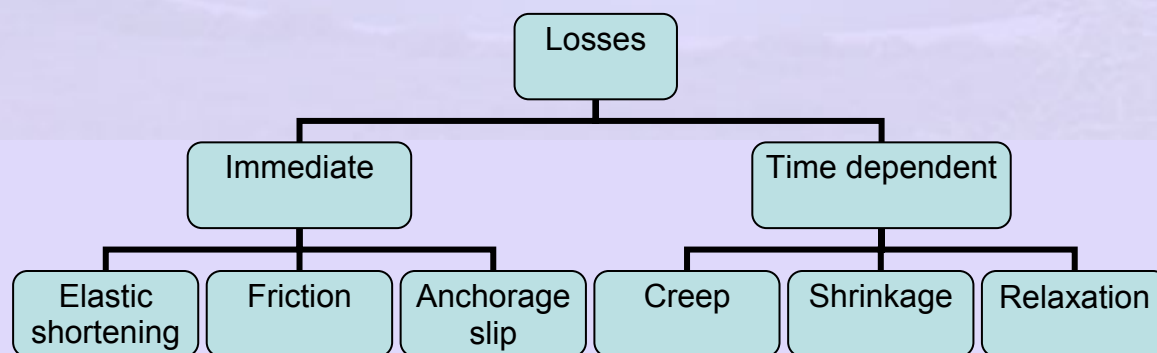 Losses
Immediate
Time dependent
Elastic
shortening
Friction
Anchorage
slip
Creep
Shrinkage
Relaxation